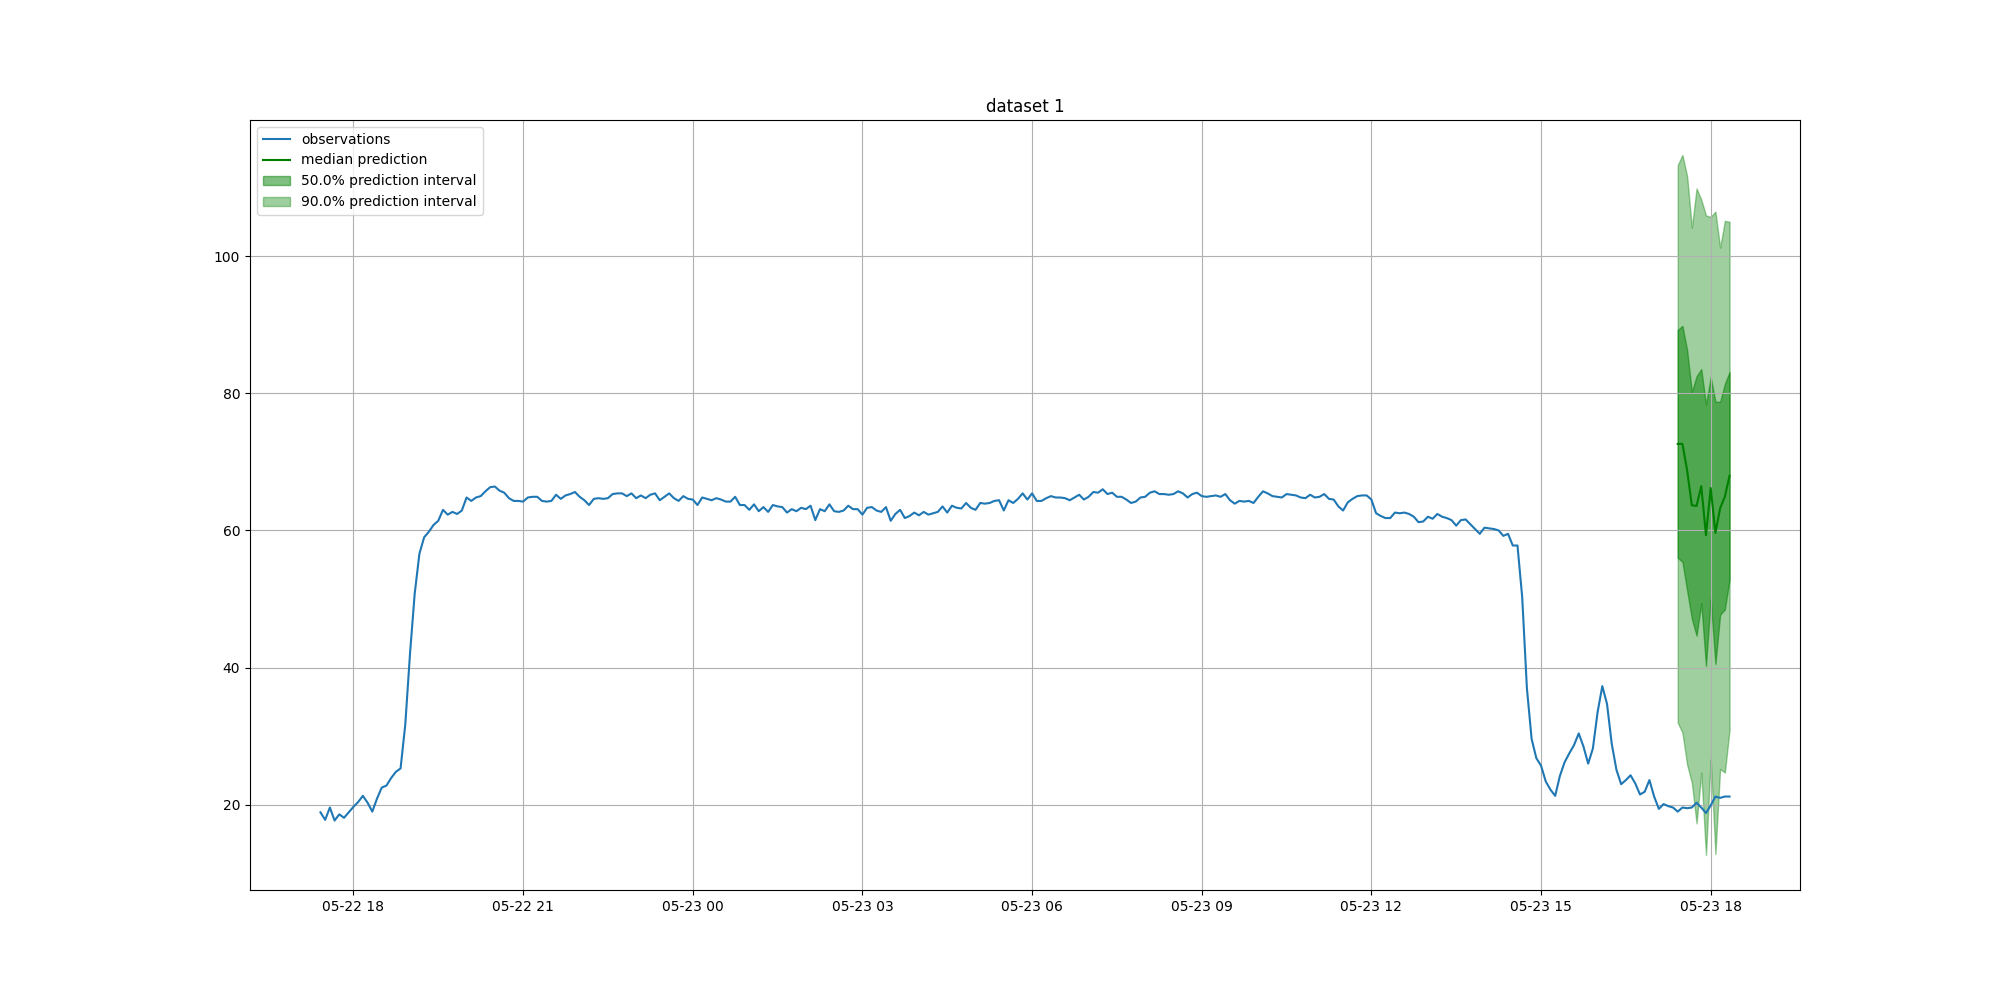 dataset 1
observations
median prediction
50.0% prediction interval
90.0% prediction interval
100
80
60
40
20
05-22 18
05-22 21
05-23 00
05-23 03
05-23 06
05-23 09
05-23 12
05-23 15
05-23 18